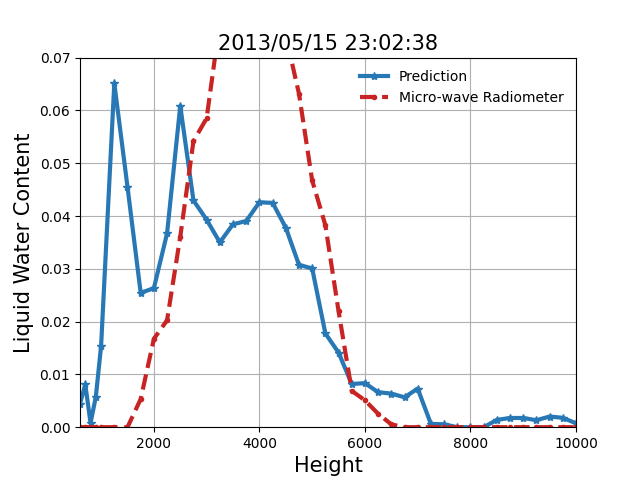 2013/05/15 23:02:38
0.07
0.06
0.05
0.04
0.03
0.02
0.01
0.00
Liquid Water Content
Prediction
Micro-wave Radiometer
2000 4000 6000 8000 10000
Height